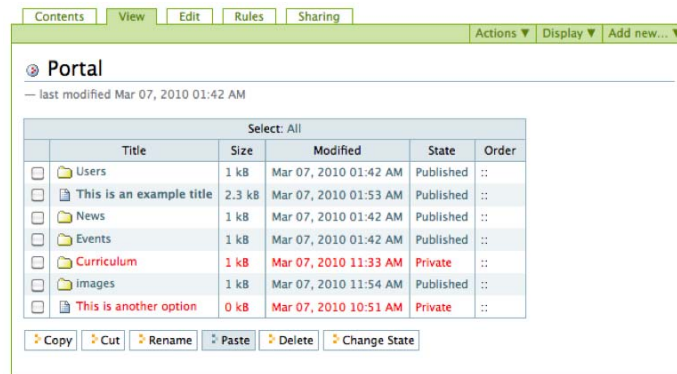 Contents View Edit Rules Sharing
Actions ▼ Display ▼ Add new... ▼
Portal
— last modified Mar 07, 2010 01:42 AM
Select: All
Title Size Modified State Order
Users 1 kB Mar 07, 2010 01:42 AM Published ::
This is an example title 2.3 kB Mar 07, 2010 01:53 AM Published ::
News 1 kB Mar 07, 2010 01:42 AM Published ::
Events 1 kB Mar 07, 2010 01:42 AM Published ::
Curriculum 1 kB Mar 07, 2010 11:33 AM Private ::
images 1 kB Mar 07, 2010 11:54 AM Published ::
This is another option 0 kB Mar 07, 2010 10:51 AM Private ::
Copy Cut Rename Paste Delete Change State